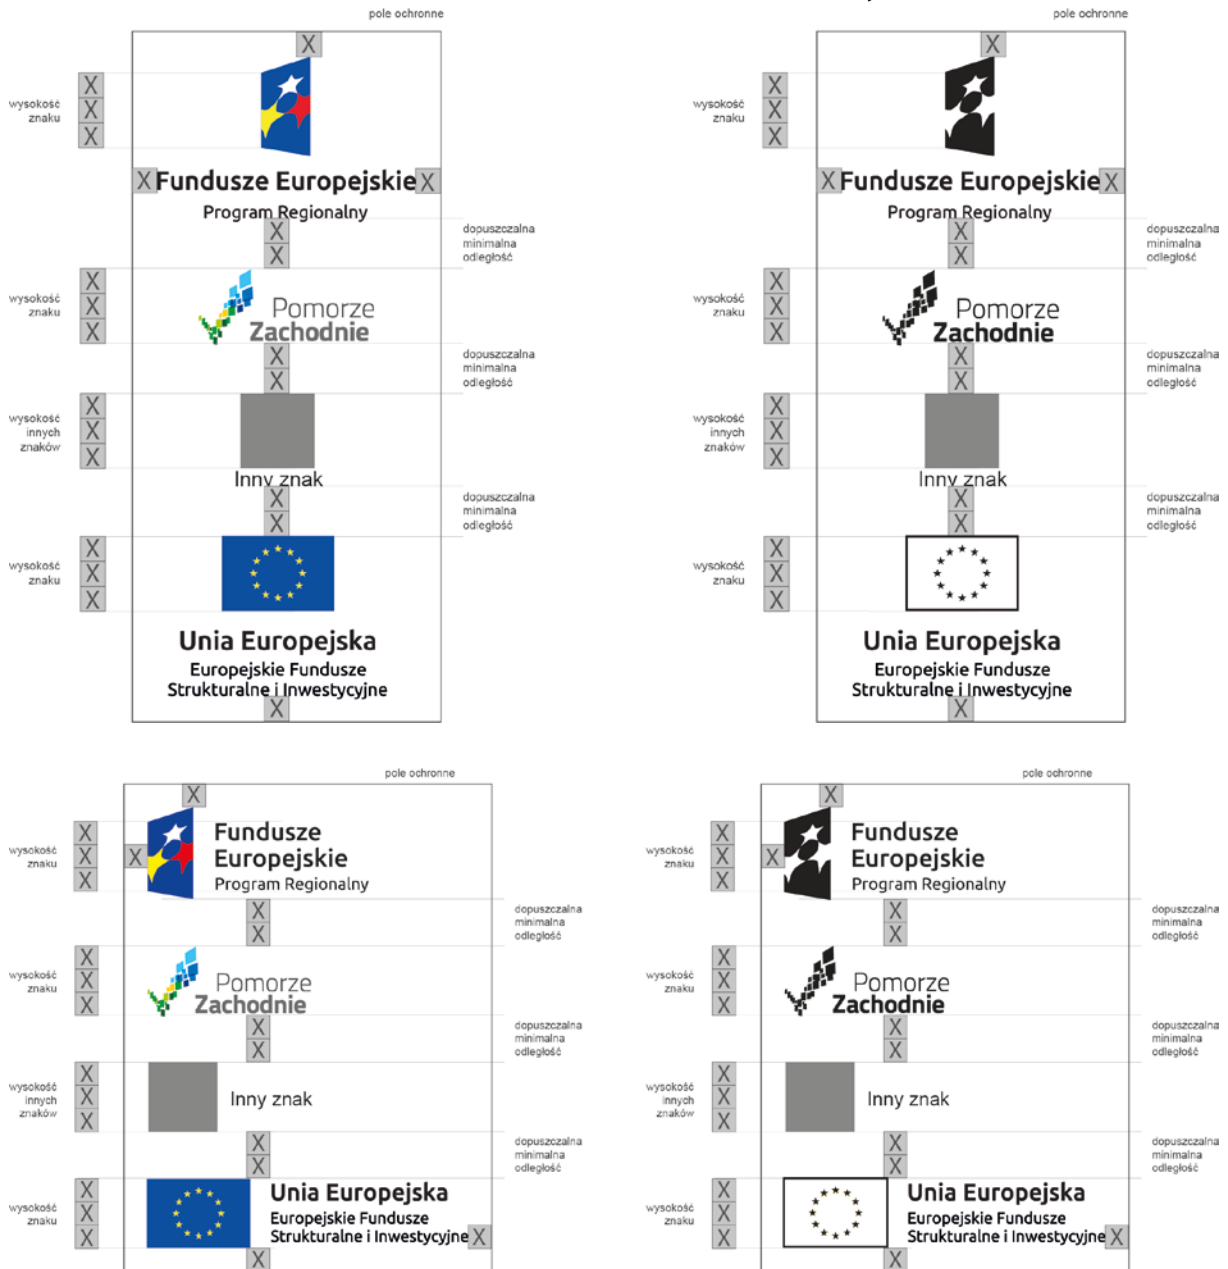 pole ochronne
X
X
X
X
wysokość
znaku
X Fundusze Europejskie X
Program Regionalny
X
X
dopuszczalna
minimalna
odległość
X
X
X
wysokość
znaku
Pomorze
Zachodnie
X
X
dopuszczalna
minimalna
odległość
X
X
X
wysokość
innych
znaków
Inny znak
X
X
dopuszczalna
minimalna
odległość
X
X
X
wysokość
znaku
Unia Europejska
Europejskie Fundusze
Strukturalne i Inwestycyjne
X
pole ochronne
X
X
X
X
wysokość
znaku
X Fundusze Europejskie X
Program Regionalny
X
X
dopuszczalna
minimalna
odległość
X
X
X
wysokość
znaku
Pomorze
Zachodnie
X
X
dopuszczalna
minimalna
odległość
X
X
X
wysokość
innych
znaków
Inny znak
X
X
dopuszczalna
minimalna
odległość
X
X
X
wysokość
znaku
Unia Europejska
Europejskie Fundusze
Strukturalne i Inwestycyjne
X
pole ochronne
X
X
X
X
wysokość
znaku
X
Fundusze
Europejskie
Program Regionalny
X
X
dopuszczalna
minimalna
odległość
X
X
X
wysokość
znaku
Pomorze
Zachodnie
X
X
dopuszczalna
minimalna
odległość
X
X
X
wysokość
innych
znaków
Inny znak
X
X
dopuszczalna
minimalna
odległość
X
X
X
wysokość
znaku
Unia Europejska
Europejskie Fundusze
Strukturalne i Inwestycyjne X
X
pole ochronne
X
X
X
X
wysokość
znaku
X
Fundusze
Europejskie
Program Regionalny
X
X
dopuszczalna
minimalna
odległość
X
X
X
wysokość
znaku
Pomorze
Zachodnie
X
X
dopuszczalna
minimalna
odległość
X
X
X
wysokość
innych
znaków
Inny znak
X
X
dopuszczalna
minimalna
odległość
X
X
X
wysokość
znaku
Unia Europejska
Europejskie Fundusze
Strukturalne i Inwestycyjne X
X